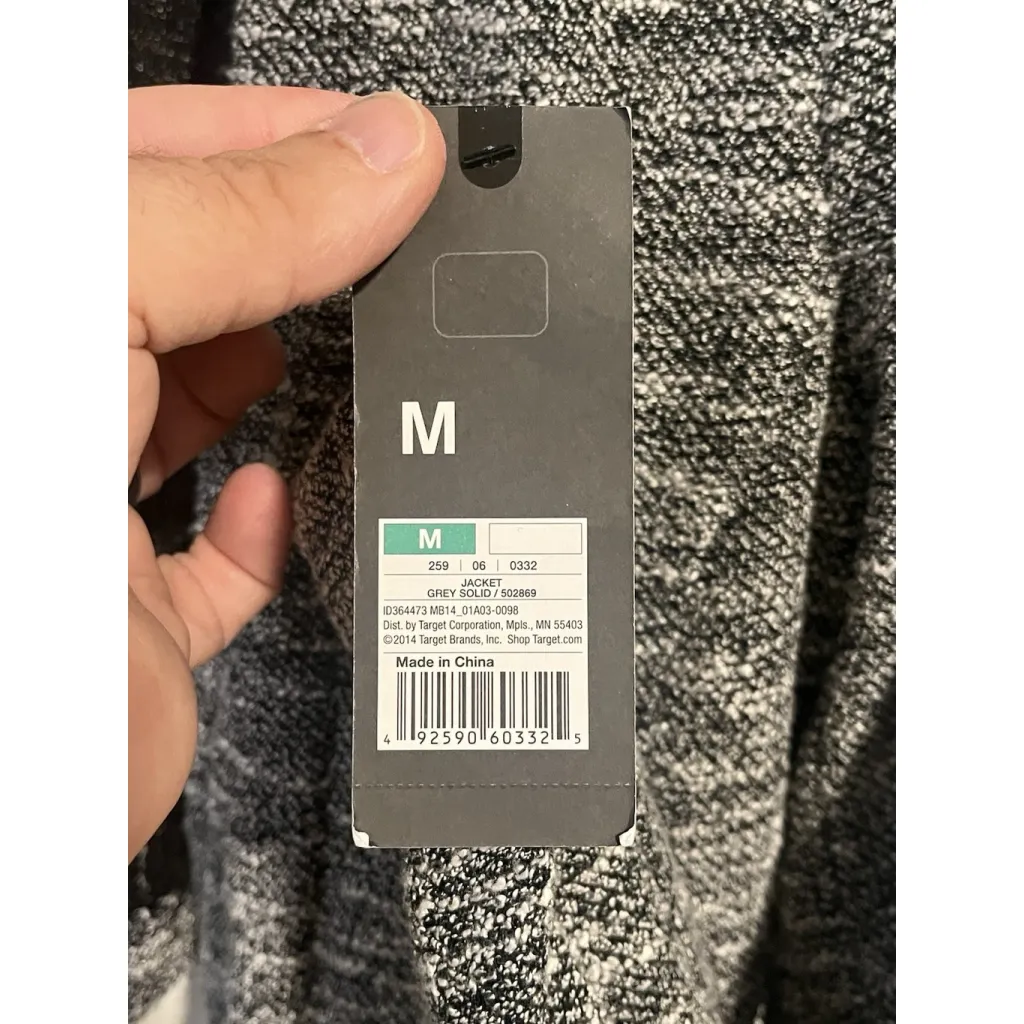 M
M
259 | 06 | 0332
JACKET
GREY SOLID / 502869
ID364473 MB14_01A03-0098
Dist. by Target Corporation, Mpls., MN 55403
©2014 Target Brands, Inc. Shop Target.com
Made in China
4 92590 60332 5